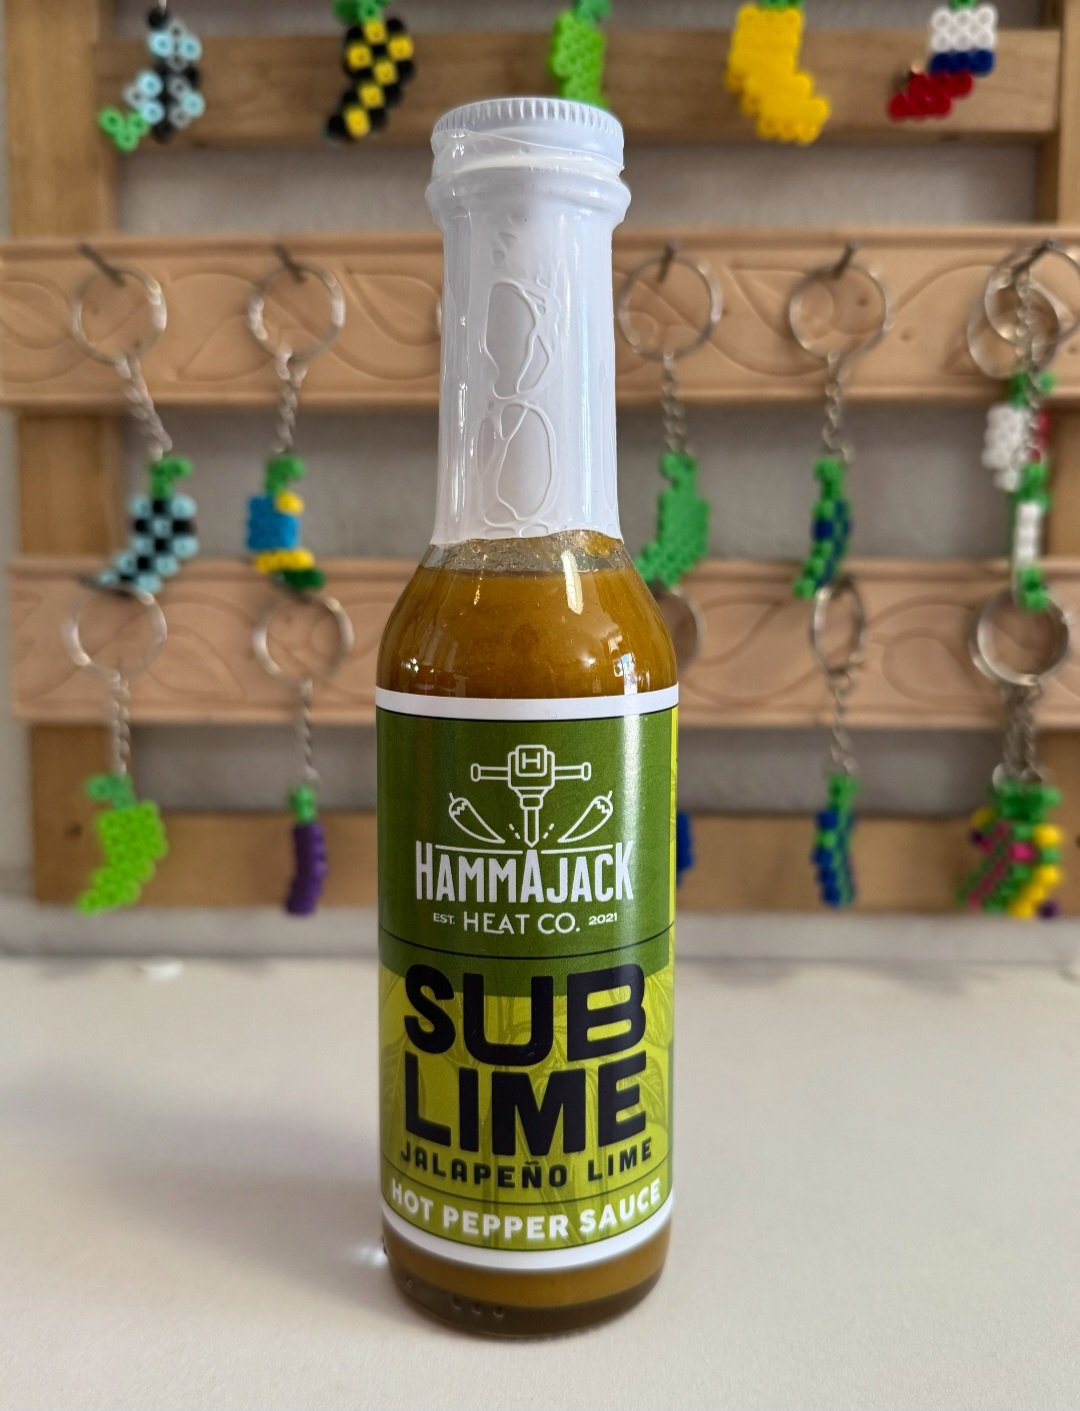 H
HAMMAJACK
EST. HEAT CO. 2021
SUB
LIME
JALAPEÑO LIME
HOT PEPPER SAUCE